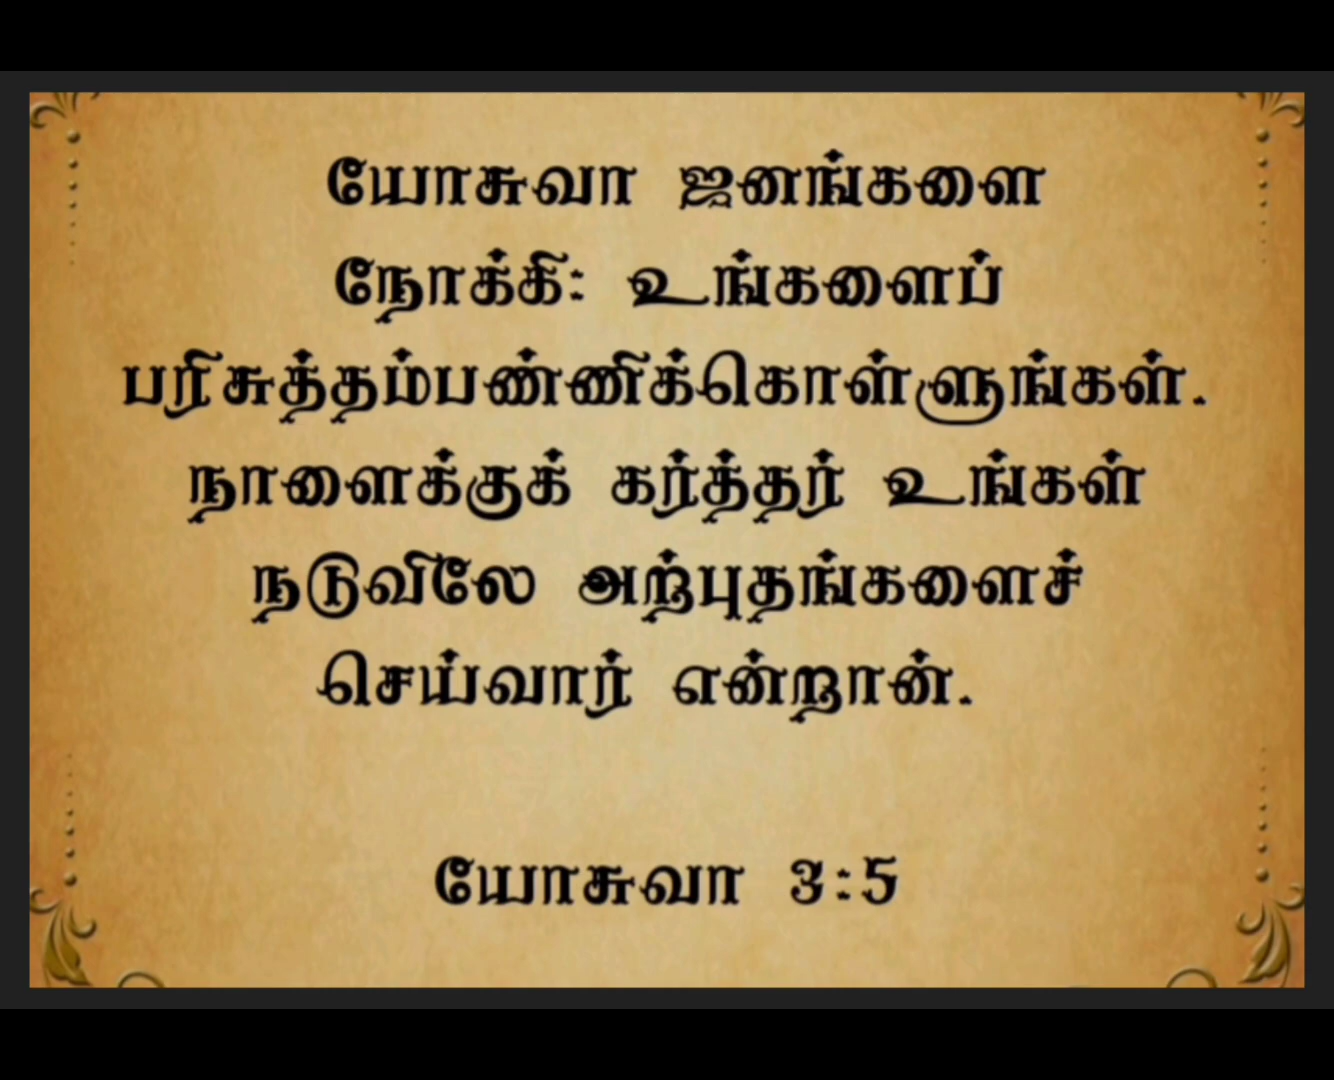 யோசுவா ஜனங்களை
நோக்கி: உங்களைப்
பரிசுத்தம்பண்ணிக்கொள்ளுங்கள்.
நாளைக்குக் கர்த்தர் உங்கள்
நடுவிலே அற்புதங்களைச்
செய்வார் என்றான்.
யோசுவா 3:5